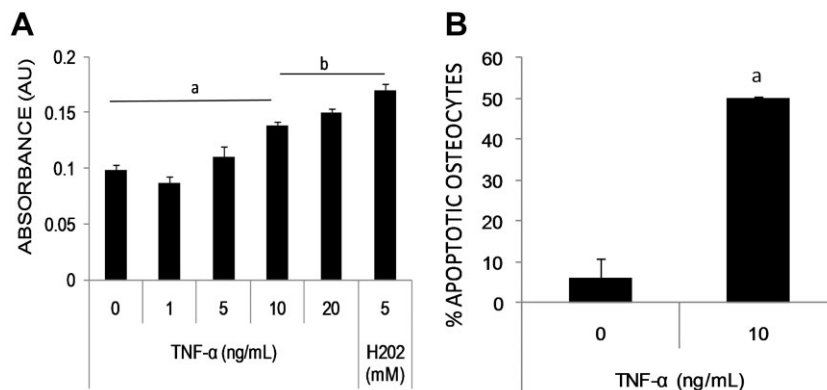 A
ABSORBANCE (AU)
0.2
0.15
0.1
0.05
0
a
b
0 1 5 10 20 5
TNF-α (ng/mL) H202
(mM)
B
% APOPTOTIC OSTEOCYTES
60
50
40
30
20
10
0
a
0 10
TNF-α (ng/mL)